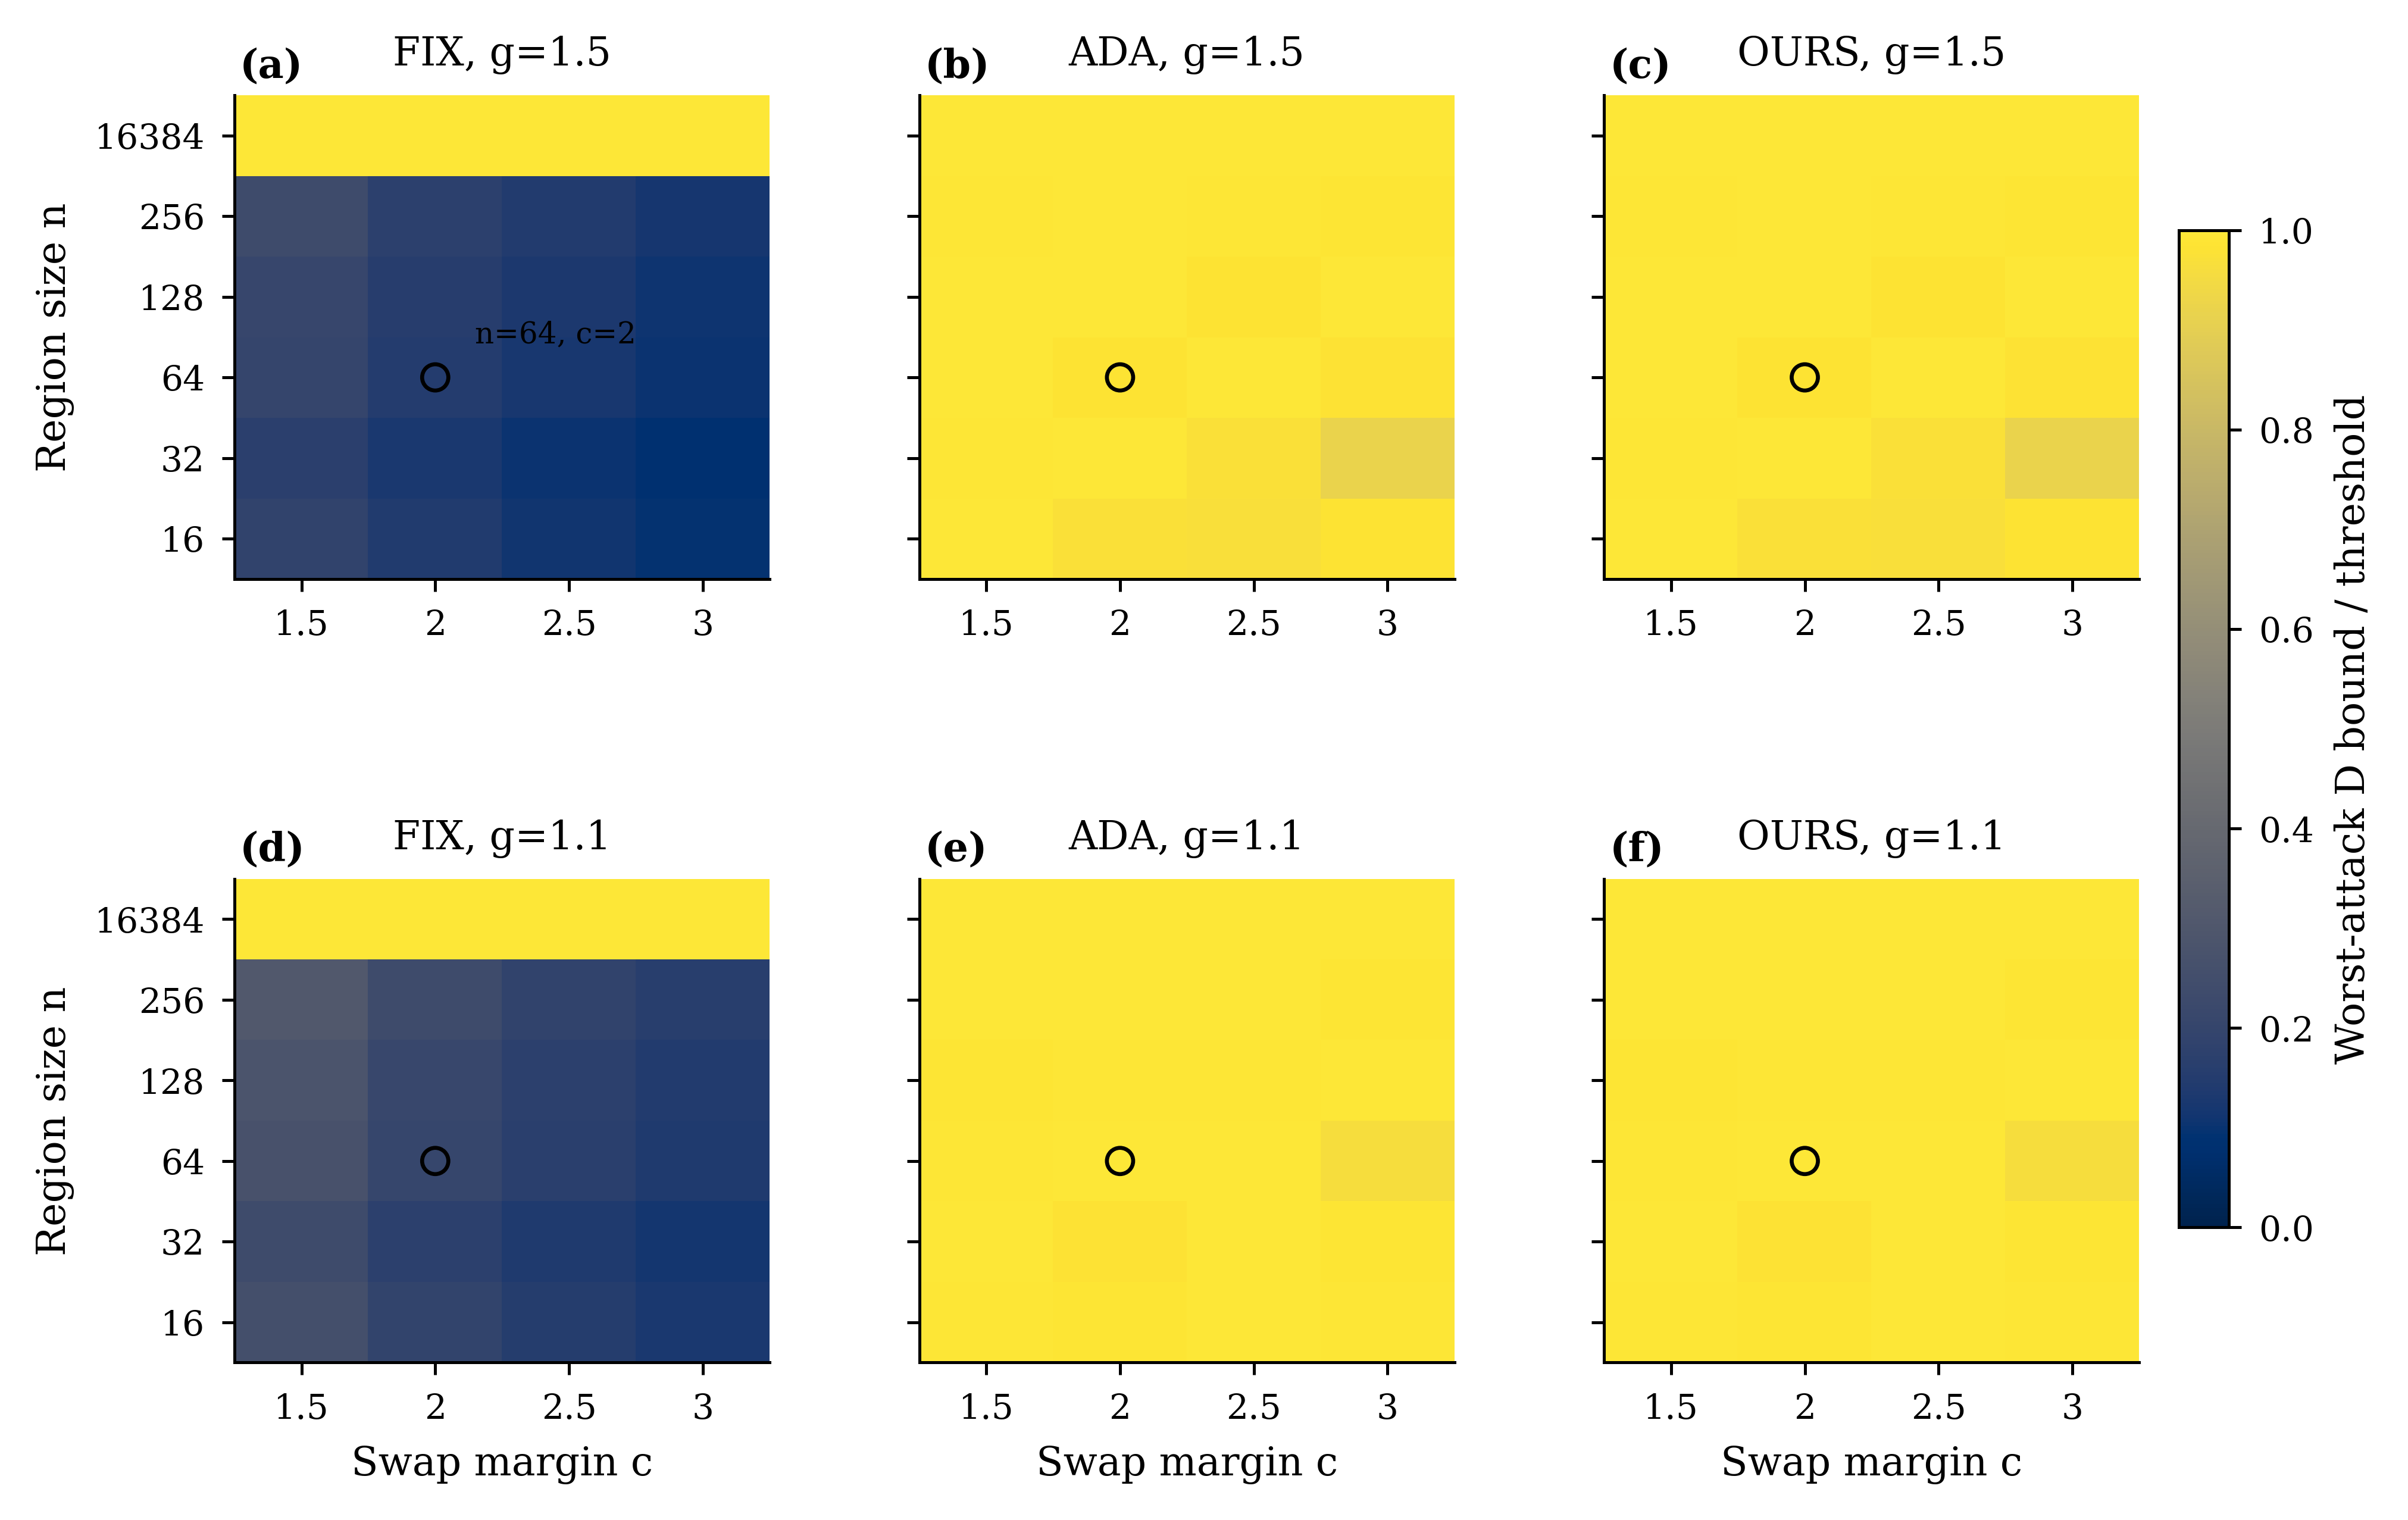 (a) FIX, g=1.5
(b) ADA, g=1.5
(c) OURS, g=1.5
Region size n
16384
256
128
64
32
16
n=64, c=2
1.5 2 2.5 3
1.5 2 2.5 3
1.5 2 2.5 3
(d) FIX, g=1.1
(e) ADA, g=1.1
(f) OURS, g=1.1
Region size n
16384
256
128
64
32
16
1.5 2 2.5 3
Swap margin c
1.5 2 2.5 3
Swap margin c
1.5 2 2.5 3
Swap margin c
1.0
0.8
0.6
0.4
0.2
0.0
Worst-attack D bound / threshold